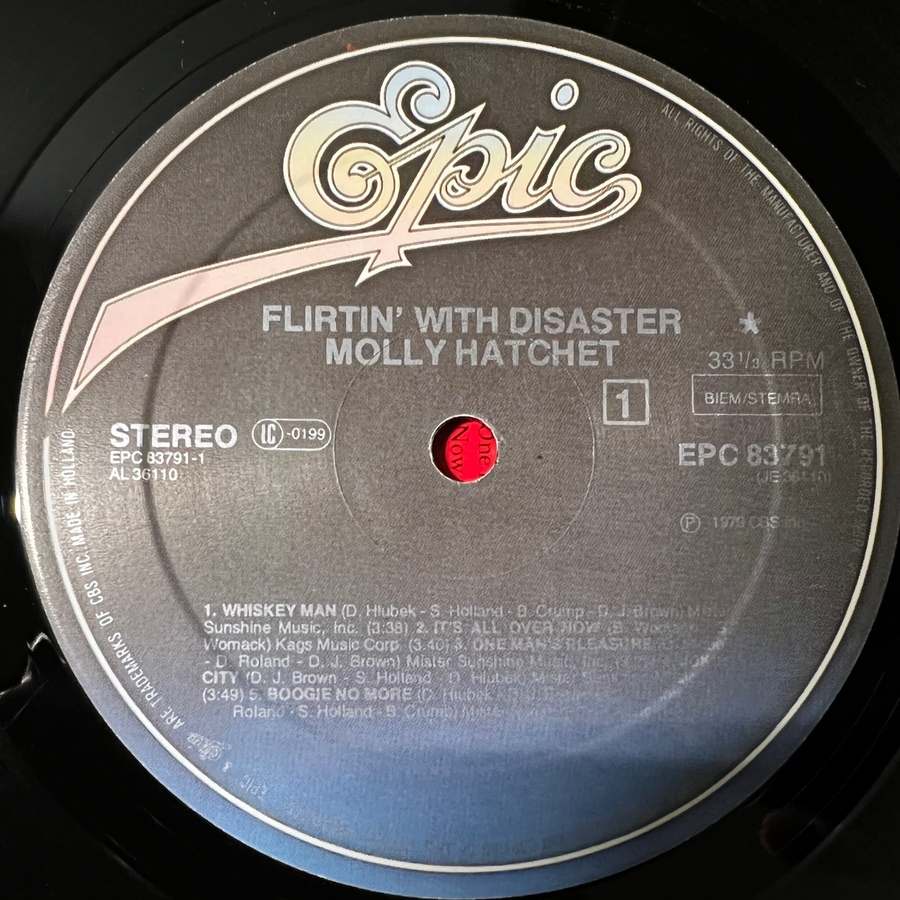 Epic
FLIRTIN' WITH DISASTER
MOLLY HATCHET
33 1/3 RPM
1
BIEM/STEMRA
STEREO
LC -0199
EPC 83791-1
AL 36110
EPC 83791
(JE 36110)
℗ 1979 CBS Inc.
1. WHISKEY MAN (D. Hlubek - S. Holland - B. Crump - D. J. Brown)
Sunshine Music, Inc. (3:38) 2. IT'S ALL OVER NOW (B. Womack
Womack) Kags Music Corp. (3:40) 3. ONE MAN'S PLEASURE
- D. Roland - D. J. Brown) Mister Sunshine Music, Inc.
CITY (D. J. Brown - S. Holland - D. Hlubek) Mister
(3:49) 5. BOOGIE NO MORE (D. Hlubek
Roland - S. Holland - B. Crump) Mister
ALL RIGHTS OF THE MANUFACTURER AND OF THE OWNER OF THE RECORDED
ARE TRADEMARKS OF CBS INC. MADE IN HOLLAND
EPIC &
One
Now